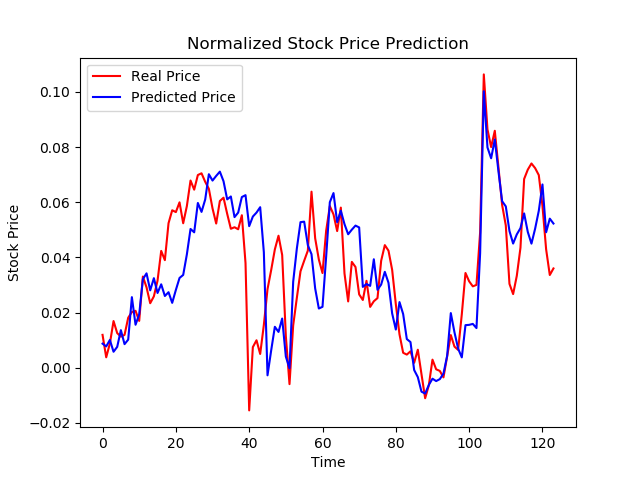 Normalized Stock Price Prediction
Real Price
Predicted Price
Stock Price
0.10
0.08
0.06
0.04
0.02
0.00
−0.02
0 20 40 60 80 100 120
Time